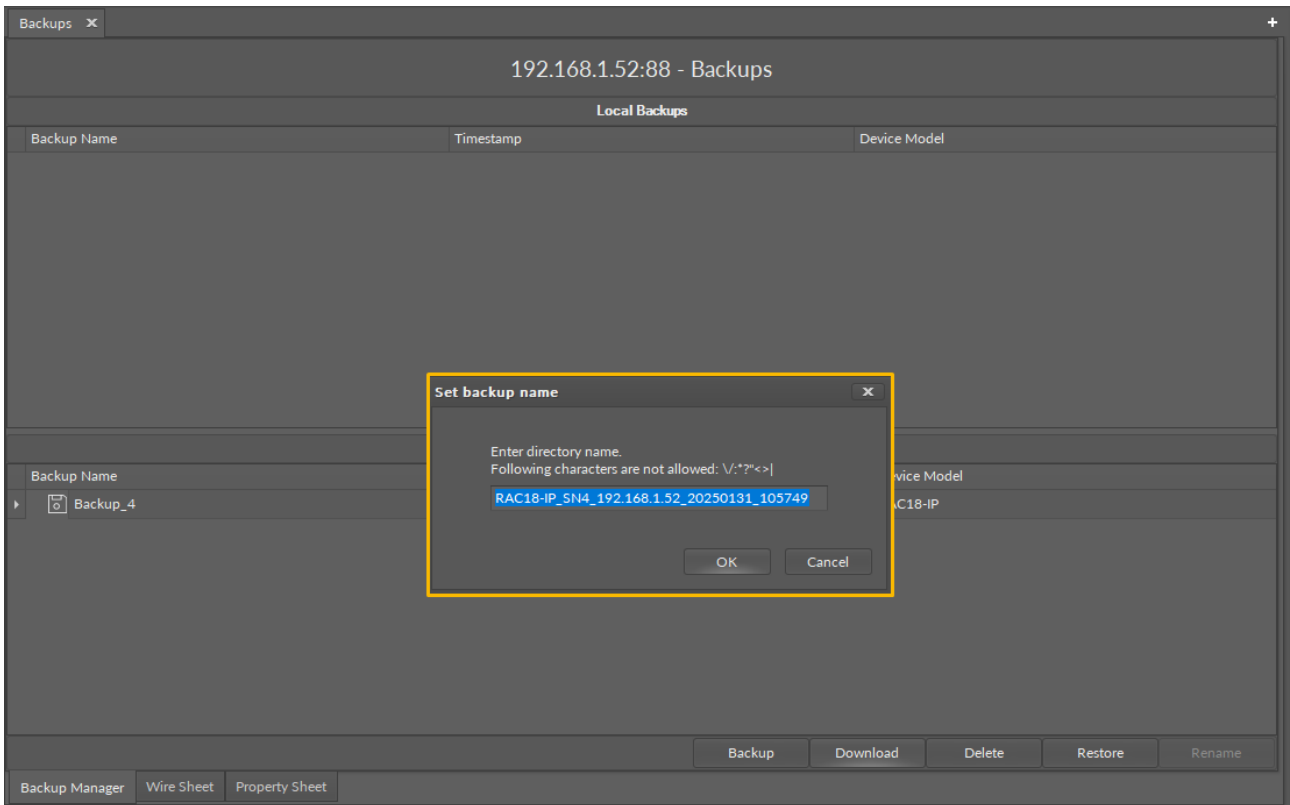 Backups x +
192.168.1.52:88 - Backups
Local Backups
Backup Name Timestamp Device Model
Set backup name x
Enter directory name.
Following characters are not allowed: \/:*?"<>|
RAC18-IP_SN4_192.168.1.52_20250131_105749
OK Cancel
Backup Name vice Model
Backup_4 C18-IP
Backup Download Delete Restore Rename
Backup Manager Wire Sheet Property Sheet